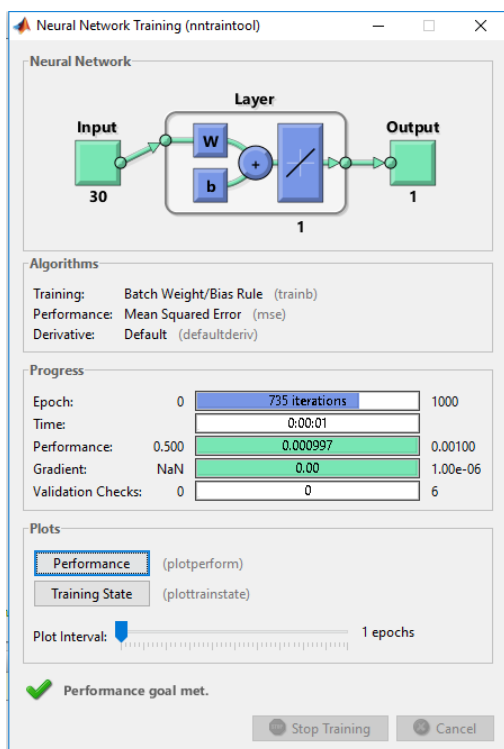 Neural Network Training (nntraintool)
Neural Network
Layer
Input
Output
W
b
+
30
1
1
Algorithms
Training: Batch Weight/Bias Rule (trainb)
Performance: Mean Squared Error (mse)
Derivative: Default (defaultderiv)
Progress
Epoch: 0 735 iterations 1000
Time: 0:00:01
Performance: 0.500 0.000997 0.00100
Gradient: NaN 0.00 1.00e-06
Validation Checks: 0 0 6
Plots
Performance (plotperform)
Training State (plottrainstate)
Plot Interval: 1 epochs
Performance goal met.
Stop Training Cancel